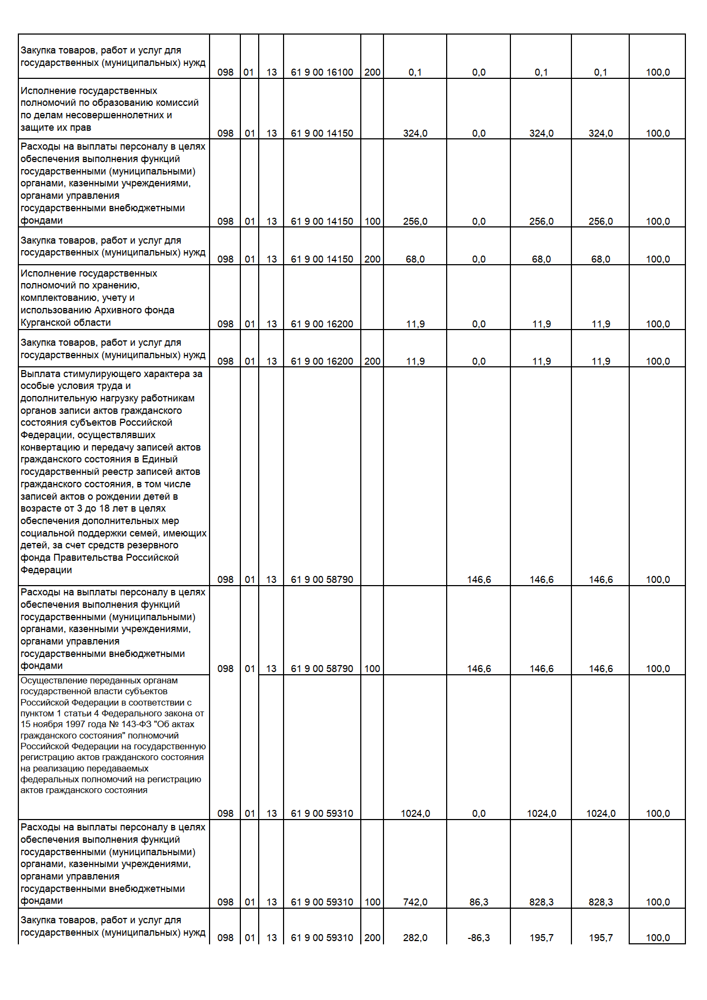 Закупка товаров, работ и услуг для
государственных (муниципальных) нужд
098 01 13 61 9 00 16100 200 0,1 0,0 0,1 0,1 100,0
Исполнение государственных
полномочий по образованию комиссий
по делам несовершеннолетних и
защите их прав
098 01 13 61 9 00 14150 324,0 0,0 324,0 324,0 100,0
Расходы на выплаты персоналу в целях
обеспечения выполнения функций
государственными (муниципальными)
органами, казенными учреждениями,
органами управления
государственными внебюджетными
фондами 098 01 13 61 9 00 14150 100 256,0 0,0 256,0 256,0 100,0
Закупка товаров, работ и услуг для
государственных (муниципальных) нужд
098 01 13 61 9 00 14150 200 68,0 0,0 68,0 68,0 100,0
Исполнение государственных
полномочий по хранению,
комплектованию, учету и
использованию Архивного фонда
Курганской области 098 01 13 61 9 00 16200 11,9 0,0 11,9 11,9 100,0
Закупка товаров, работ и услуг для
государственных (муниципальных) нужд
098 01 13 61 9 00 16200 200 11,9 0,0 11,9 11,9 100,0
Выплата стимулирующего характера за
особые условия труда и
дополнительную нагрузку работникам
органов записи актов гражданского
состояния субъектов Российской
Федерации, осуществлявших
конвертацию и передачу записей актов
гражданского состояния в Единый
государственный реестр записей актов
гражданского состояния, в том числе
записей актов о рождении детей в
возрасте от 3 до 18 лет в целях
обеспечения дополнительных мер
социальной поддержки семей, имеющих
детей, за счет средств резервного
фонда Правительства Российской
Федерации
098 01 13 61 9 00 58790 146,6 146,6 146,6 100,0
Расходы на выплаты персоналу в целях
обеспечения выполнения функций
государственными (муниципальными)
органами, казенными учреждениями,
органами управления
государственными внебюджетными
фондами 098 01 13 61 9 00 58790 100 146,6 146,6 146,6 100,0
Осуществление переданных органам
государственной власти субъектов
Российской Федерации в соответствии с
пунктом 1 статьи 4 Федерального закона от
15 ноября 1997 года № 143-ФЗ "Об актах
гражданского состояния" полномочий
Российской Федерации на государственную
регистрацию актов гражданского состояния
на реализацию передаваемых
федеральных полномочий на регистрацию
актов гражданского состояния
098 01 13 61 9 00 59310 1024,0 0,0 1024,0 1024,0 100,0
Расходы на выплаты персоналу в целях
обеспечения выполнения функций
государственными (муниципальными)
органами, казенными учреждениями,
органами управления
государственными внебюджетными
фондами 098 01 13 61 9 00 59310 100 742,0 86,3 828,3 828,3 100,0
Закупка товаров, работ и услуг для
государственных (муниципальных) нужд
098 01 13 61 9 00 59310 200 282,0 -86,3 195,7 195,7 100,0